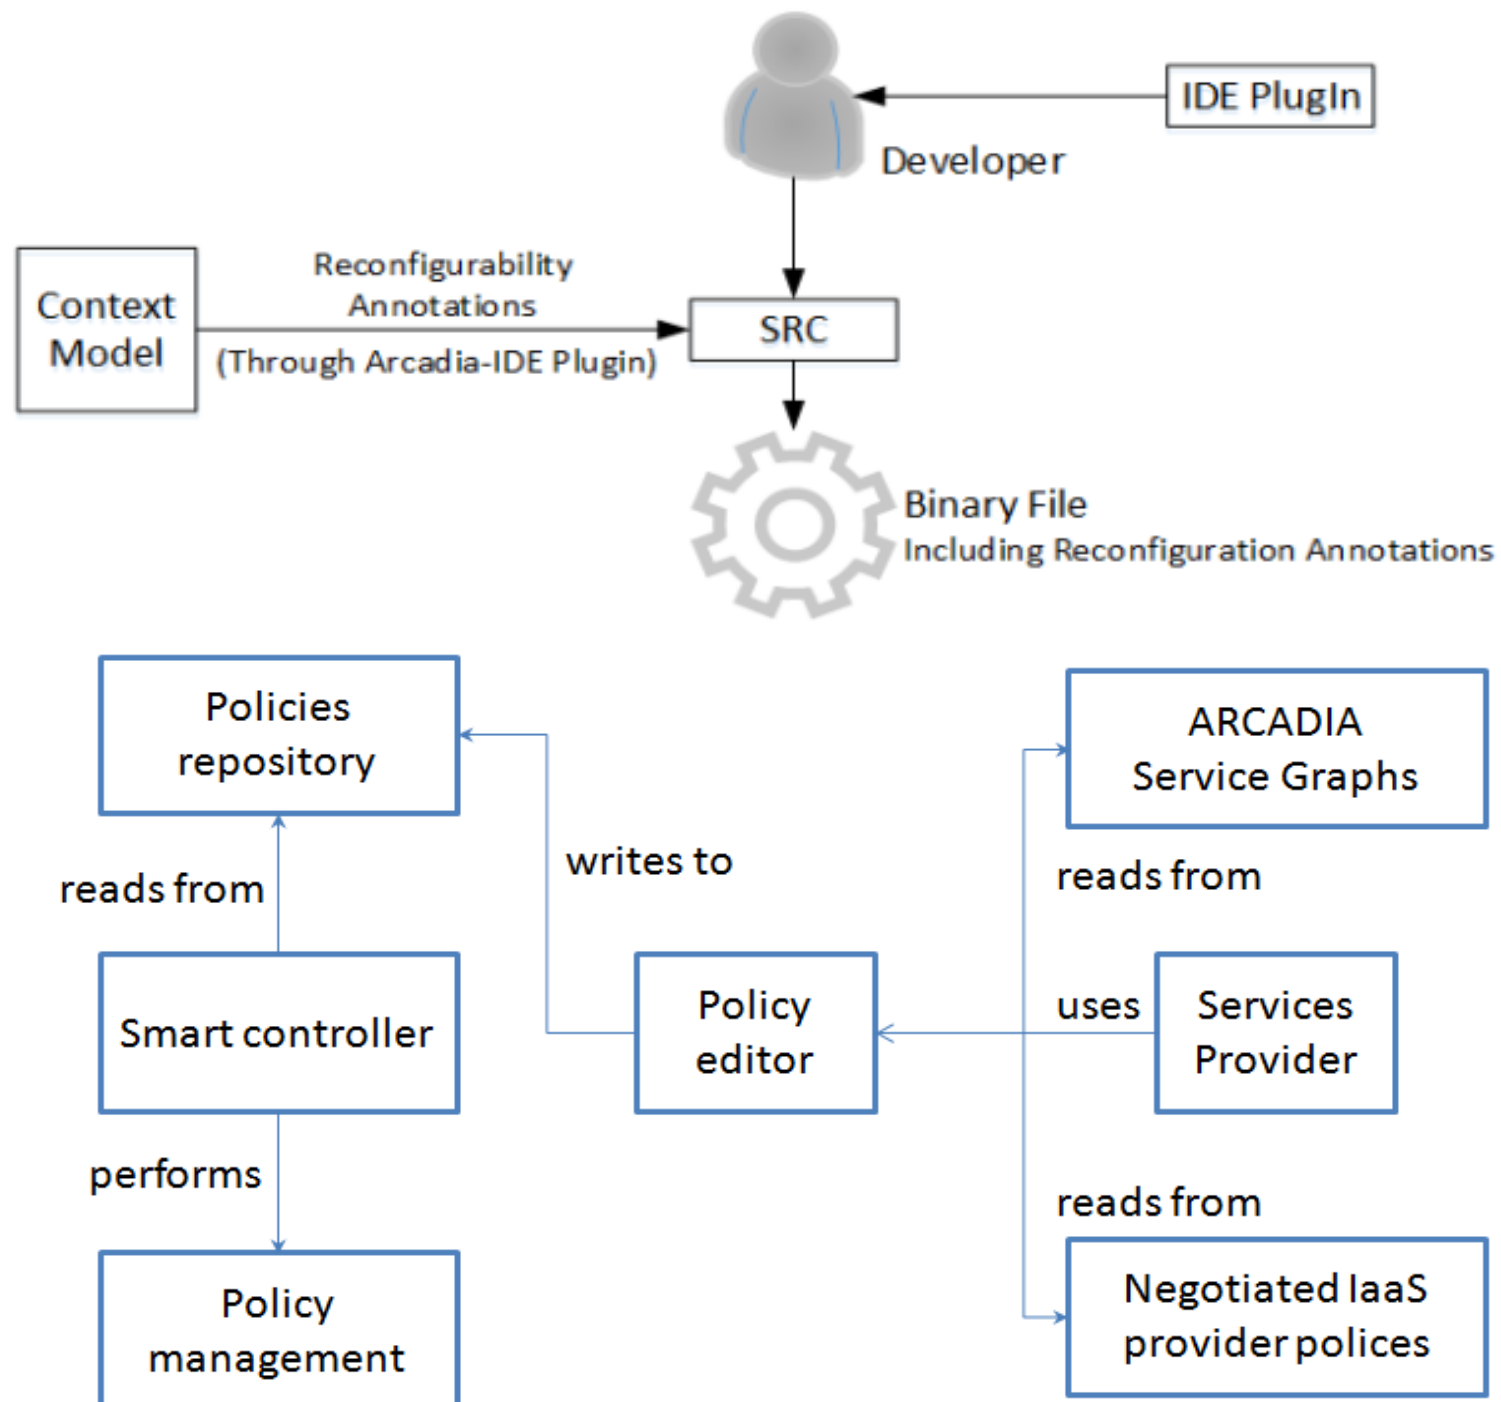 IDE PlugIn
Developer
Reconfigurability
Annotations
(Through Arcadia-IDE Plugin)
Context
Model
SRC
Binary File
Including Reconfiguration Annotations
Policies
repository
ARCADIA
Service Graphs
writes to
reads from
reads from
Smart controller
Policy
editor
uses
Services
Provider
performs
reads from
Policy
management
Negotiated IaaS
provider polices